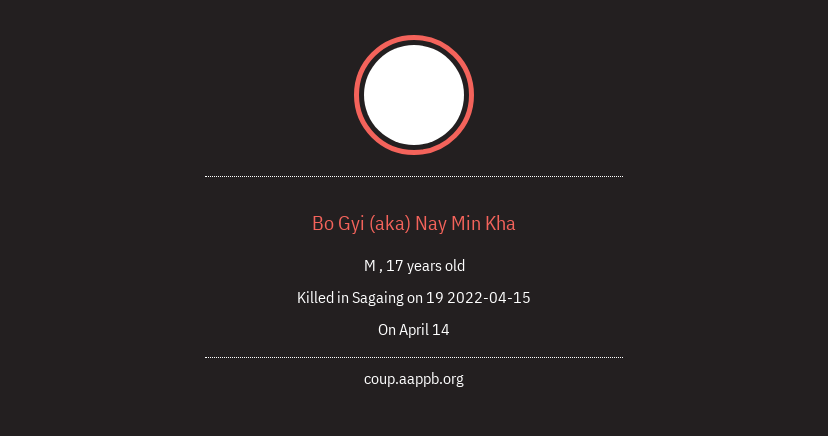 Bo Gyi (aka) Nay Min Kha
M , 17 years old
Killed in Sagaing on 19 2022-04-15
On April 14
coup.aappb.org